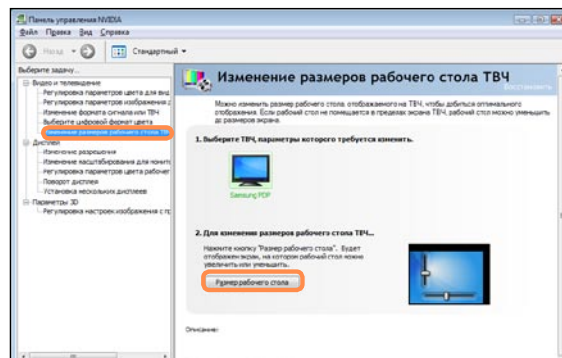 Панель управления NVIDIA
Файл Правка Вид Справка
Назад Стандартный
Выберите задачу...
Видео и телевидение
Регулировка параметров цвета для вид
Регулировка параметров изображения д
Изменение формата сигнала или ТВЧ
Выберите цифровой формат цвета
Изменение размеров рабочего стола ТВ
Дисплей
Изменение разрешения
Изменение масштабирования для монито
Регулировка параметров цвета рабочег
Поворот дисплея
Установка нескольких дисплеев
Параметры 3D
Регулировка настроек изображения с пр
Изменение размеров рабочего стола ТВЧ
Восстановить
Можно изменить размер рабочего стола, отображаемого на ТВЧ, чтобы добиться оптимального
отображения. Если рабочий стол не помещается в пределах экрана ТВЧ, рабочий стол можно уменьшить
до размеров экрана.
1. Выберите ТВЧ, параметры которого требуется изменить.
Samsung PDP
2. Для изменения размеров рабочего стола ТВЧ...
Нажмите кнопку "Размер рабочего стола". Будет
отображен экран, на котором рабочий стол можно
увеличить или уменьшить.
Размер рабочего стола
Описание: